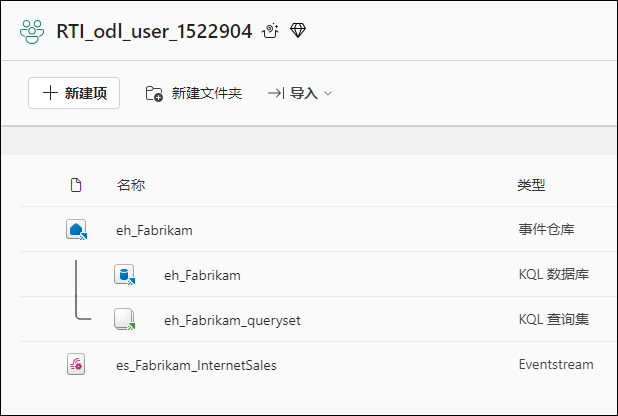 RTI_odl_user_1522904
新建项 新建文件夹 导入
名称 类型
eh_Fabrikam 事件仓库
eh_Fabrikam KQL 数据库
eh_Fabrikam_queryset KQL 查询集
es_Fabrikam_InternetSales Eventstream